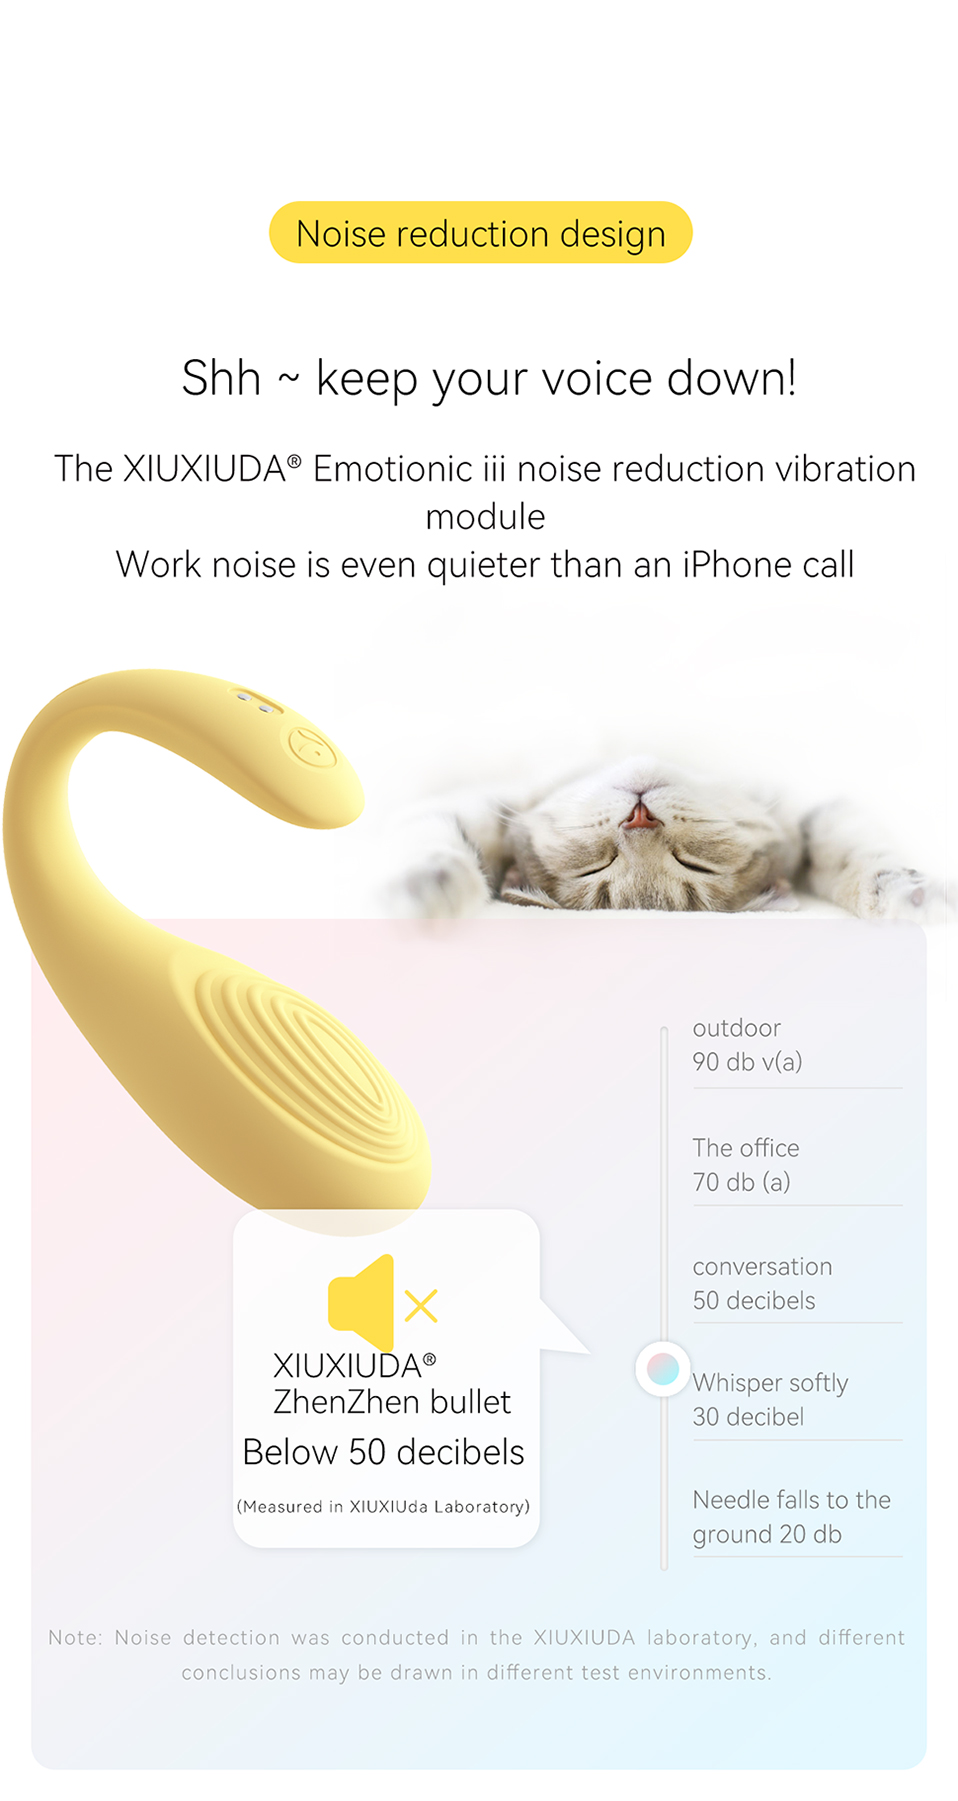 Noise reduction design
Shh ~ keep your voice down!
The XIUXIUDA® Emotionic iii noise reduction vibration
module
Work noise is even quieter than an iPhone call
outdoor
90 db v(a)
The office
70 db (a)
conversation
50 decibels
Whisper softly
30 decibel
Needle falls to the
ground 20 db
XIUXIUDA®
ZhenZhen bullet
Below 50 decibels
(Measured in XIUXIUda Laboratory)
Note: Noise detection was conducted in the XIUXIUDA laboratory, and different
conclusions may be drawn in different test environments.